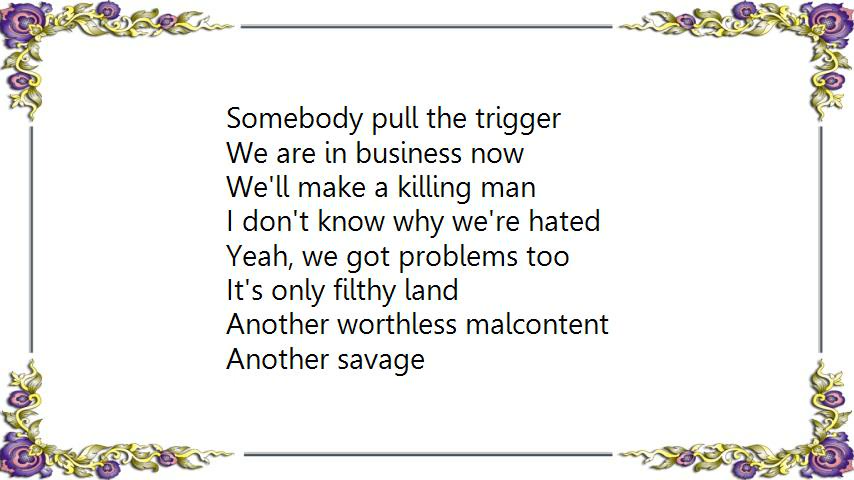 Somebody pull the trigger
We are in business now
We'll make a killing man
I don't know why we're hated
Yeah, we got problems too
It's only filthy land
Another worthless malcontent
Another savage